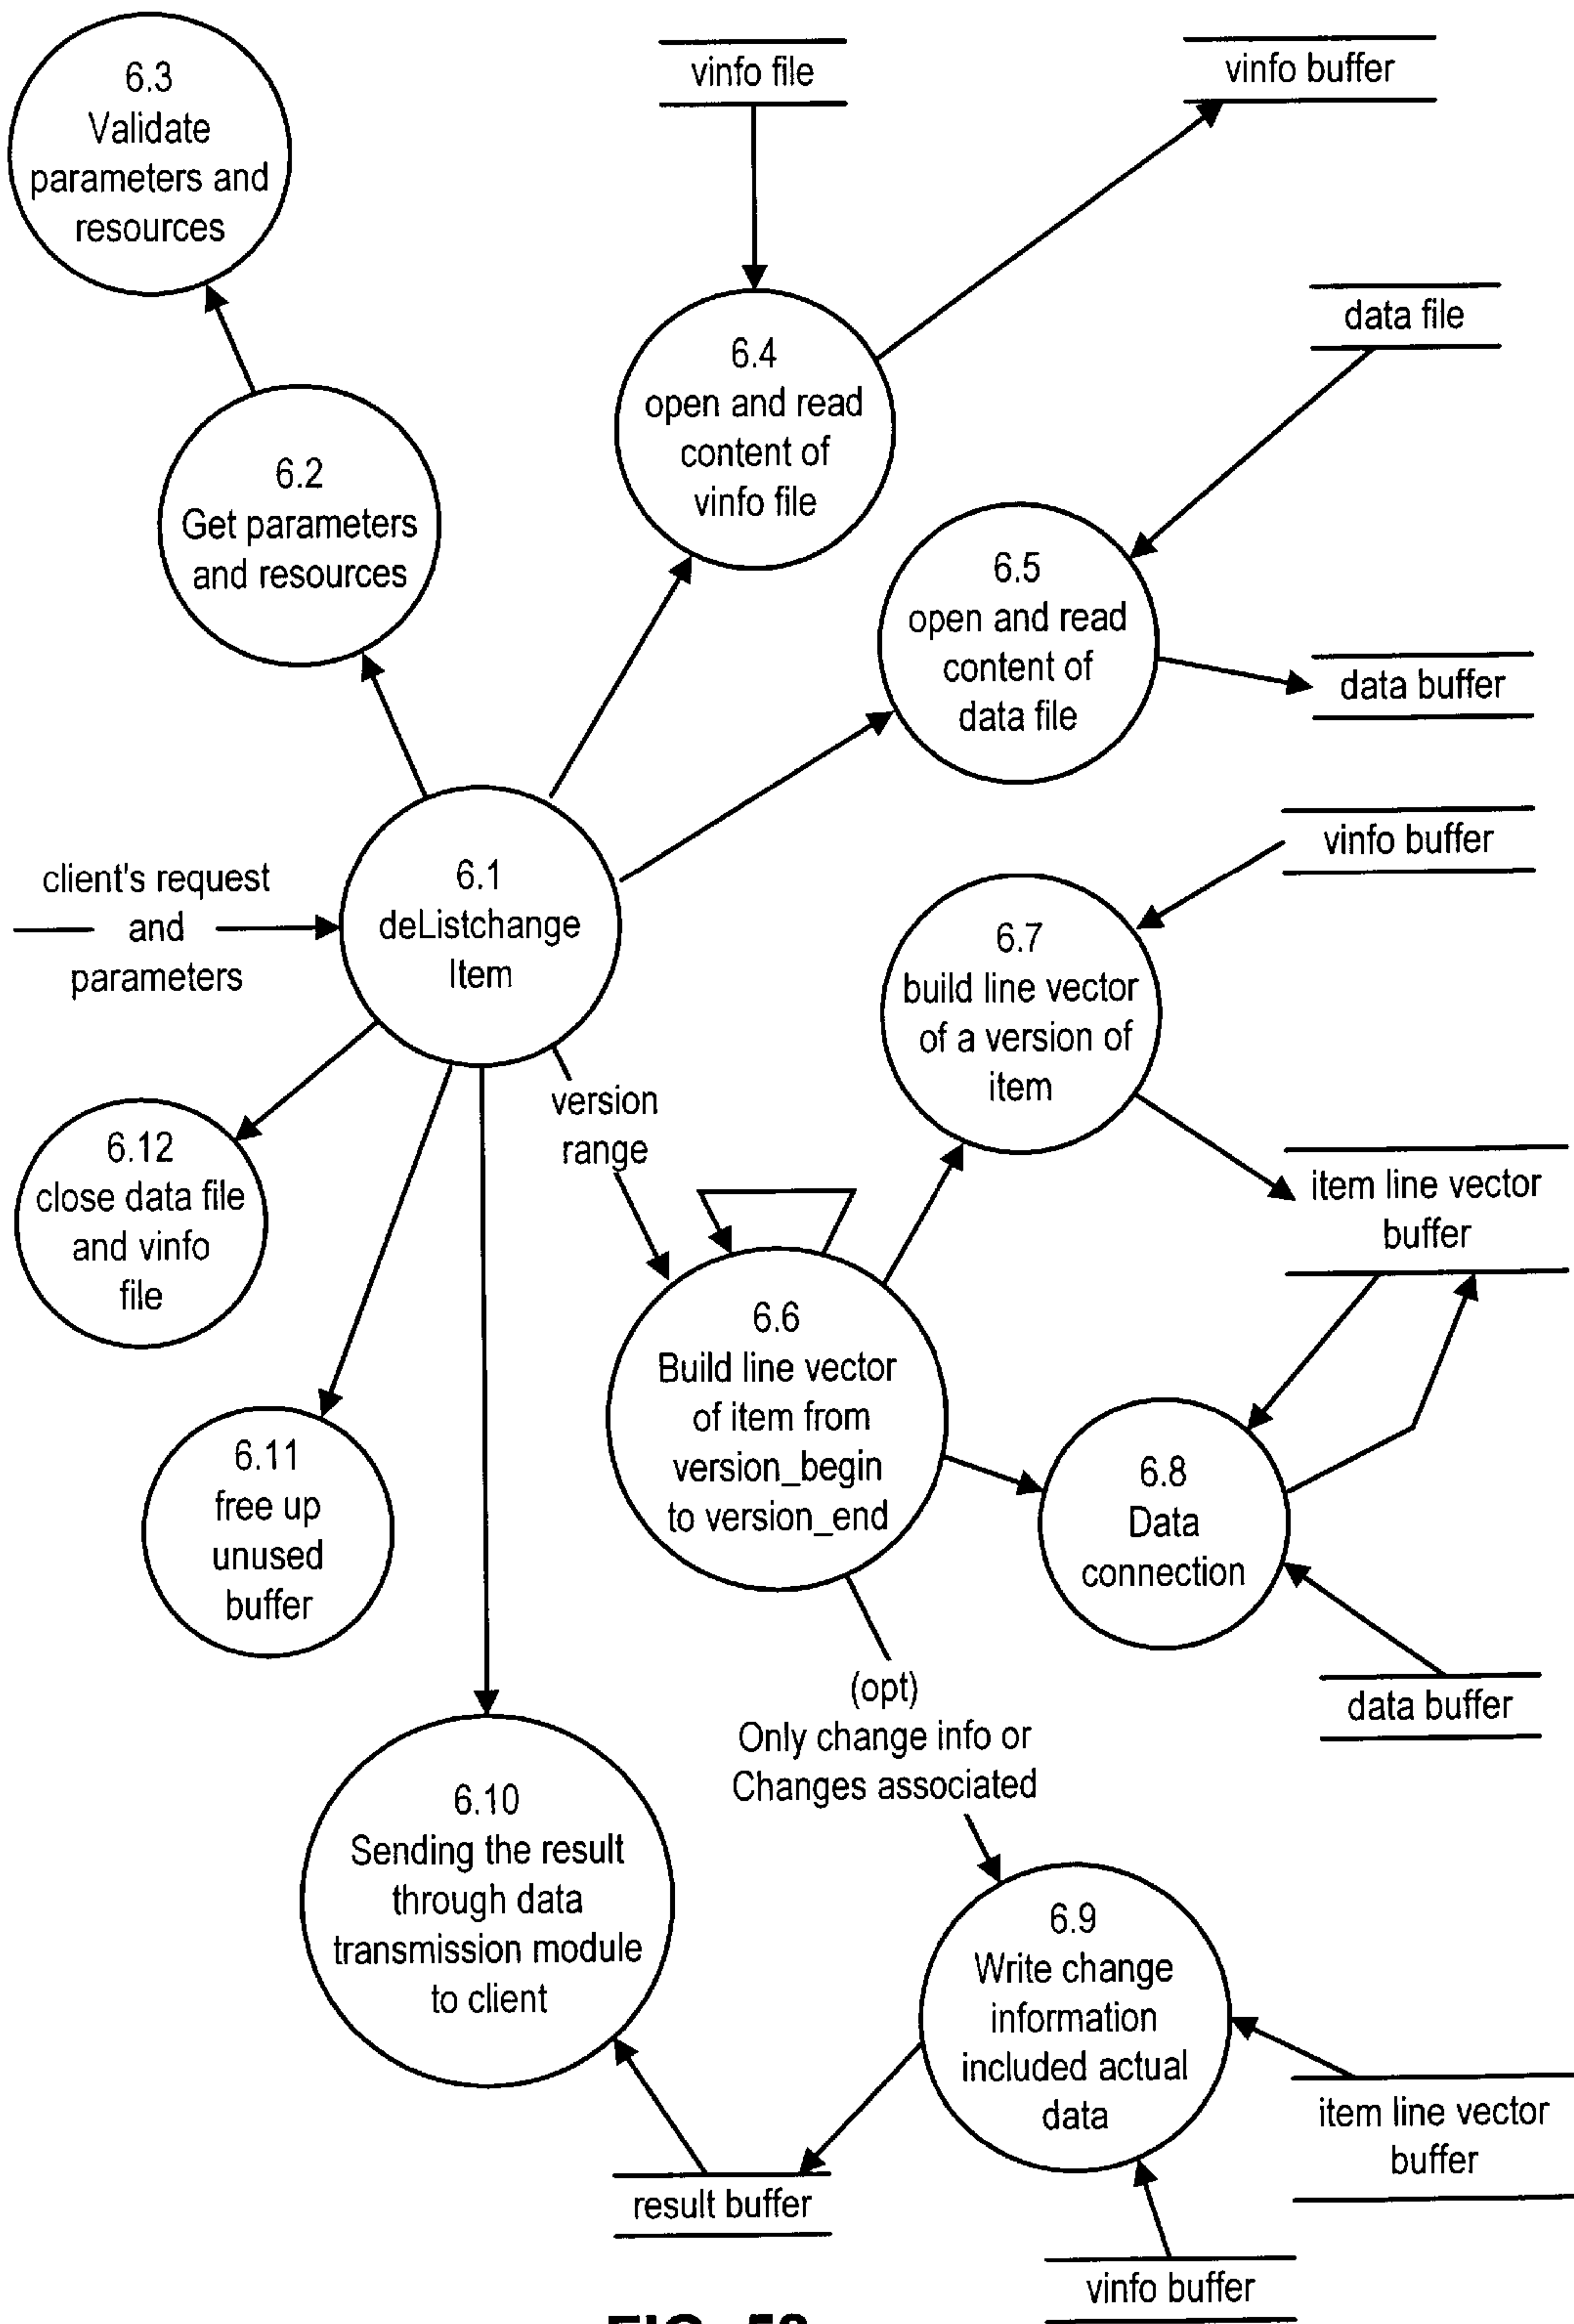 6.3
Validate
parameters and
resources
vinfo file
vinfo buffer
6.4
open and read
content of
vinfo file
data file
6.2
Get parameters
and resources
6.5
open and read
content of
data file
data buffer
client's request
and
parameters
6.1
deListchange
Item
vinfo buffer
6.7
build line vector
of a version of
item
version
range
6.12
close data file
and vinfo
file
item line vector
buffer
6.6
Build line vector
of item from
version_begin
to version_end
6.11
free up
unused
buffer
6.8
Data
connection
data buffer
(opt)
Only change info or
Changes associated
6.10
Sending the result
through data
transmission module
to client
6.9
Write change
information
included actual
data
item line vector
buffer
result buffer
vinfo buffer